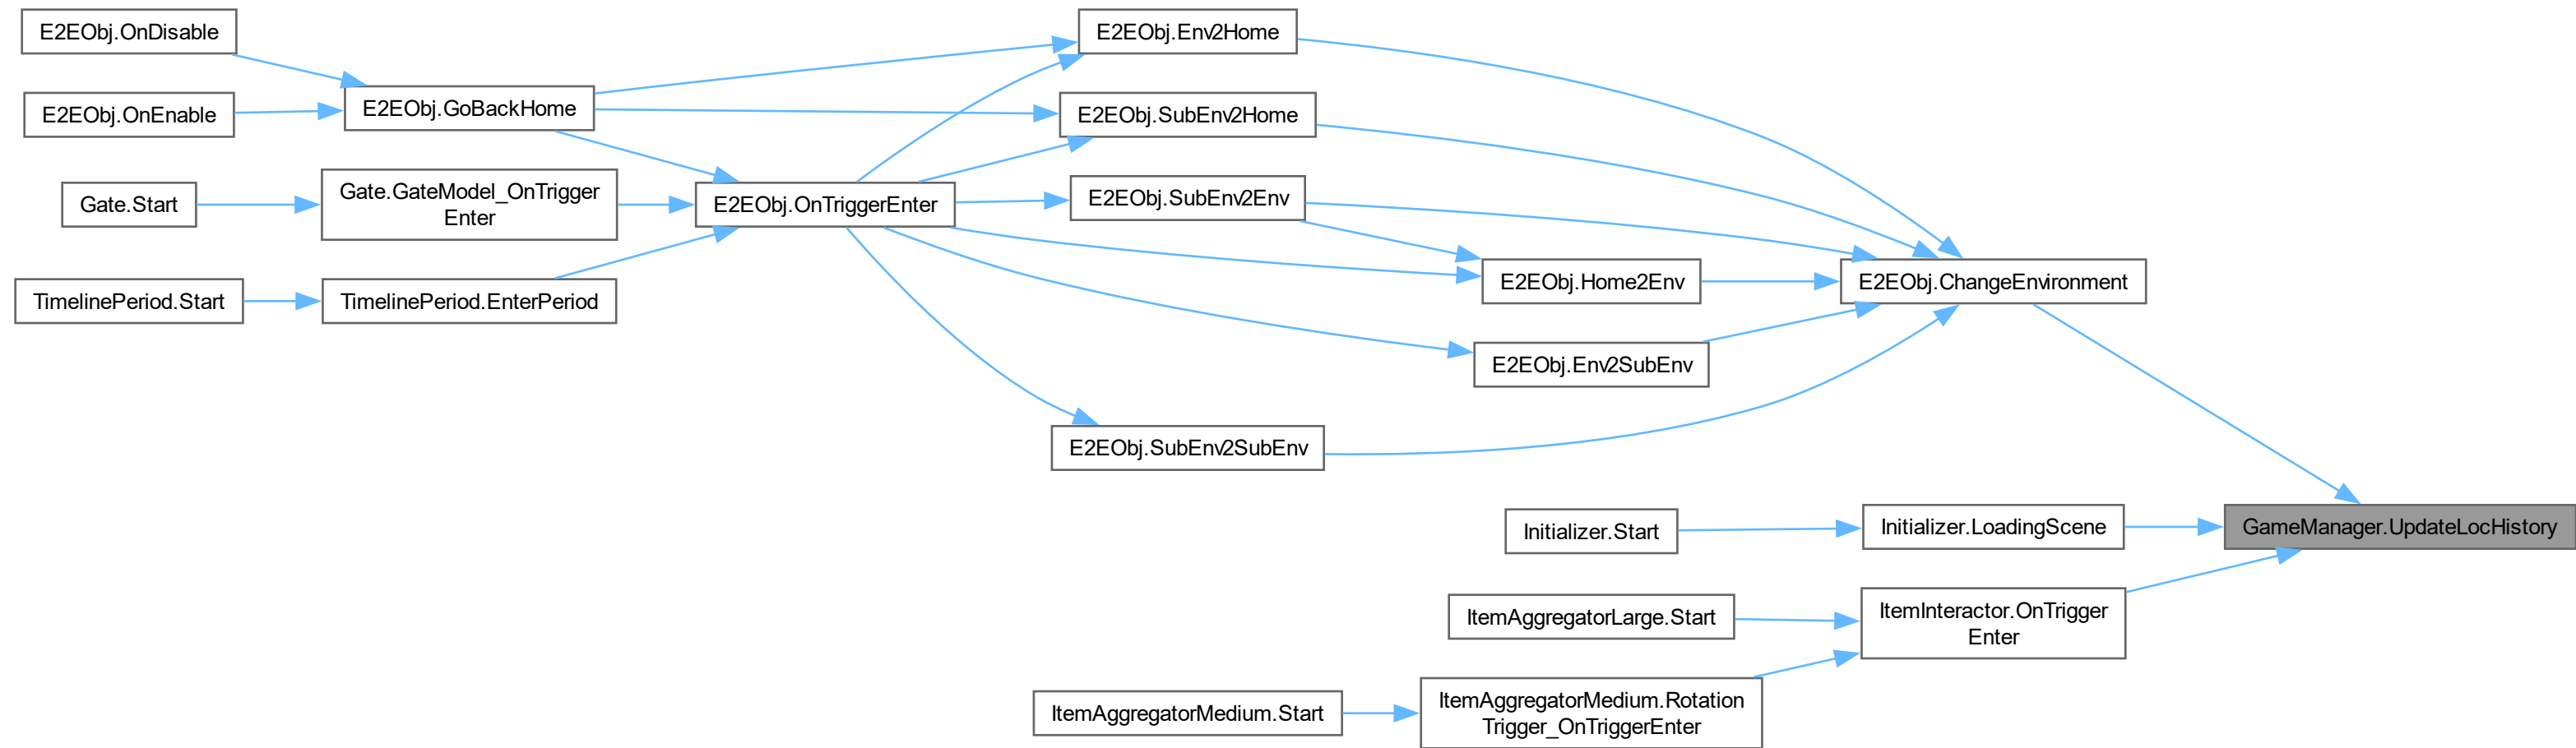 E2EObj.OnDisable
E2EObj.Env2Home
E2EObj.OnEnable
E2EObj.GoBackHome
E2EObj.SubEnv2Home
Gate.Start
Gate.GateModel_OnTrigger
Enter
E2EObj.OnTriggerEnter
E2EObj.SubEnv2Env
TimelinePeriod.Start
TimelinePeriod.EnterPeriod
E2EObj.Home2Env
E2EObj.ChangeEnvironment
E2EObj.Env2SubEnv
E2EObj.SubEnv2SubEnv
Initializer.Start
Initializer.LoadingScene
GameManager.UpdateLocHistory
ItemAggregatorLarge.Start
ItemInteractor.OnTrigger
Enter
ItemAggregatorMedium.Start
ItemAggregatorMedium.Rotation
Trigger_OnTriggerEnter